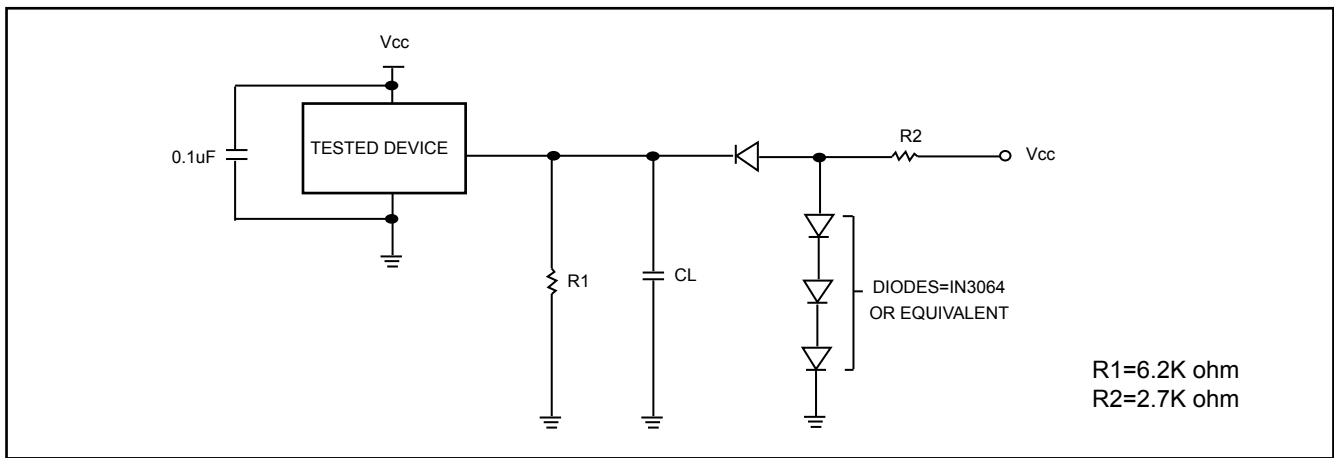 Vcc
0.1uF
TESTED DEVICE
R2
Vcc
R1
CL
DIODES=IN3064
OR EQUIVALENT
R1=6.2K ohm
R2=2.7K ohm